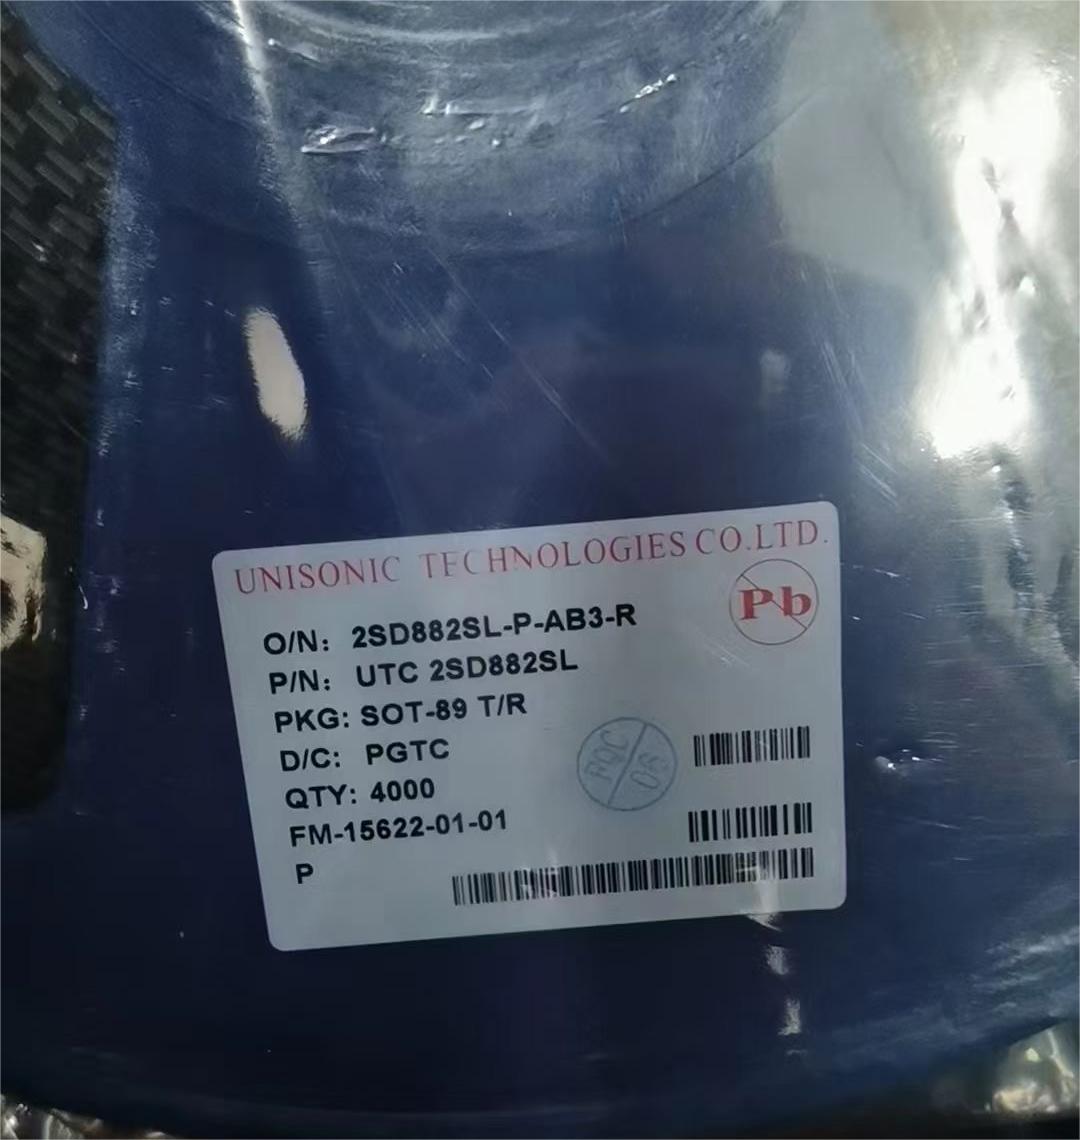 UNISONIC TECHNOLOGIES CO.LTD.
Pb
O/N: 2SD882SL-P-AB3-R
P/N: UTC 2SD882SL
PKG: SOT-89 T/R
D/C: PGTC
QTY: 4000
FM-15622-01-01
P